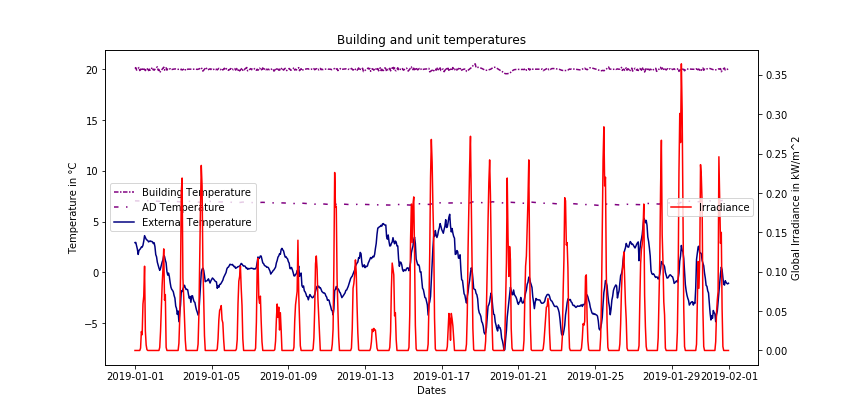 Building and unit temperatures
Temperature in °C
20
15
10
5
0
−5
Building Temperature
AD Temperature
External Temperature
Irradiance
0.35
0.30
0.25
0.20
0.15
0.10
0.05
0.00
Global Irradiance in kW/m^2
2019-01-01
2019-01-05
2019-01-09
2019-01-13
2019-01-17
2019-01-21
2019-01-25
2019-01-29
2019-02-01
Dates